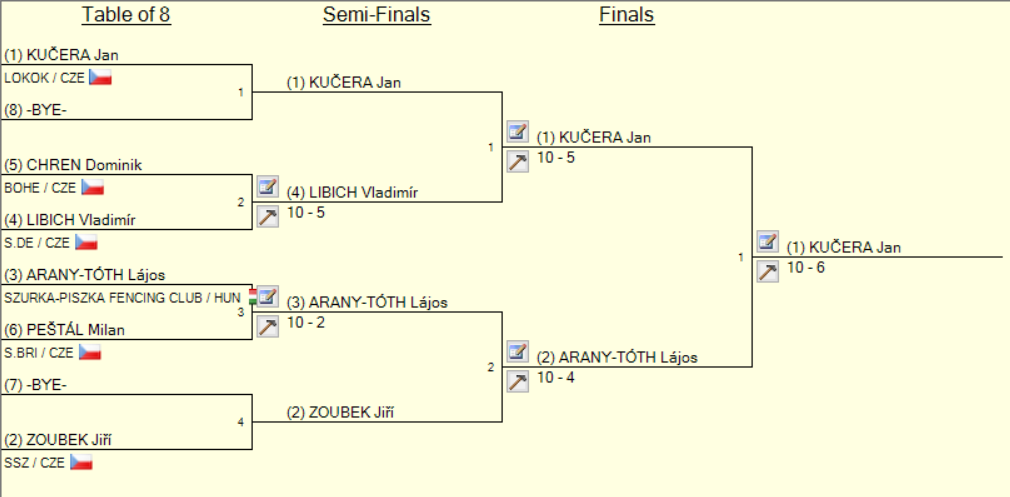 Table of 8
Semi-Finals
Finals
(1) KUČERA Jan
LOKOK / CZE
1
(8) -BYE-
(1) KUČERA Jan
(5) CHREN Dominik
BOHE / CZE
2
(4) LIBICH Vladimír
S.DE / CZE
(4) LIBICH Vladimír
10 - 5
1
(1) KUČERA Jan
10 - 5
(3) ARANY-TÓTH Lájos
SZURKA-PISZKA FENCING CLUB / HUN
3
(6) PEŠTÁL Milan
S.BRI / CZE
(3) ARANY-TÓTH Lájos
10 - 2
(7) -BYE-
4
(2) ZOUBEK Jiří
SSZ / CZE
(2) ZOUBEK Jiří
2
(2) ARANY-TÓTH Lájos
10 - 4
1
(1) KUČERA Jan
10 - 6